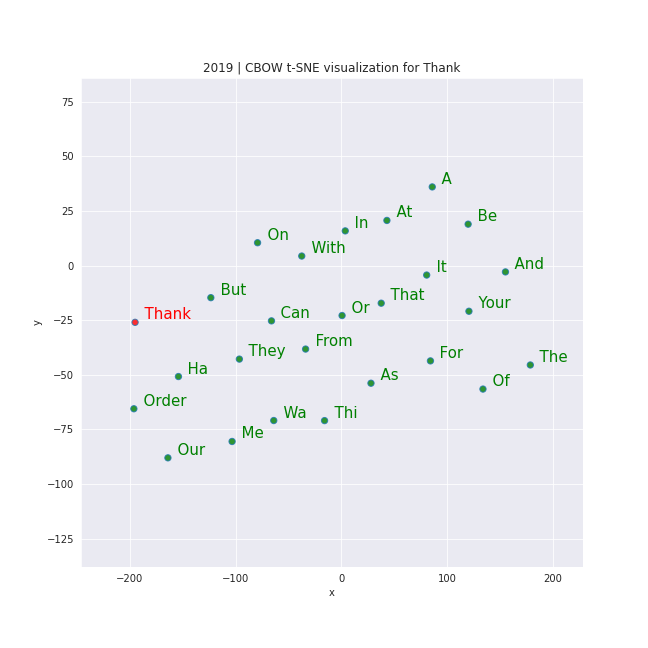 2019 | CBOW t-SNE visualization for Thank
75
50
25
0
−25
−50
−75
−100
−125
y
A
At
Be
In
On
With
And
It
But
That
Your
Or
Can
Thank
From
They
For
The
Ha
As
Of
Order
Wa
Thi
Me
Our
−200
−100
0
100
200
x